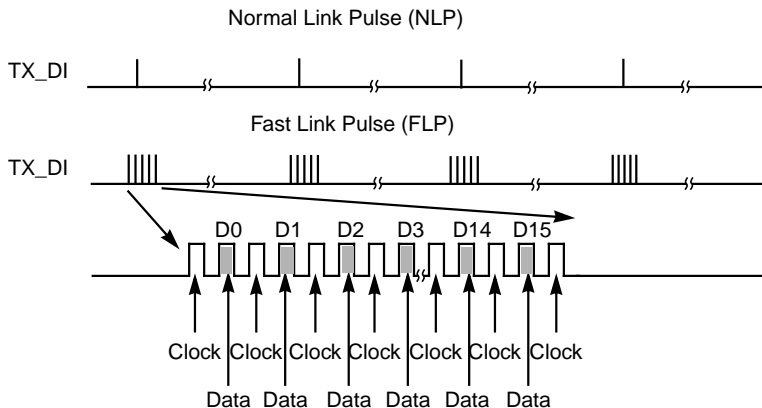 Normal Link Pulse (NLP)
TX_DI
Fast Link Pulse (FLP)
TX_DI
D0 D1 D2 D3 D14 D15
Clock Clock Clock Clock Clock Clock Clock
Data Data Data Data Data Data